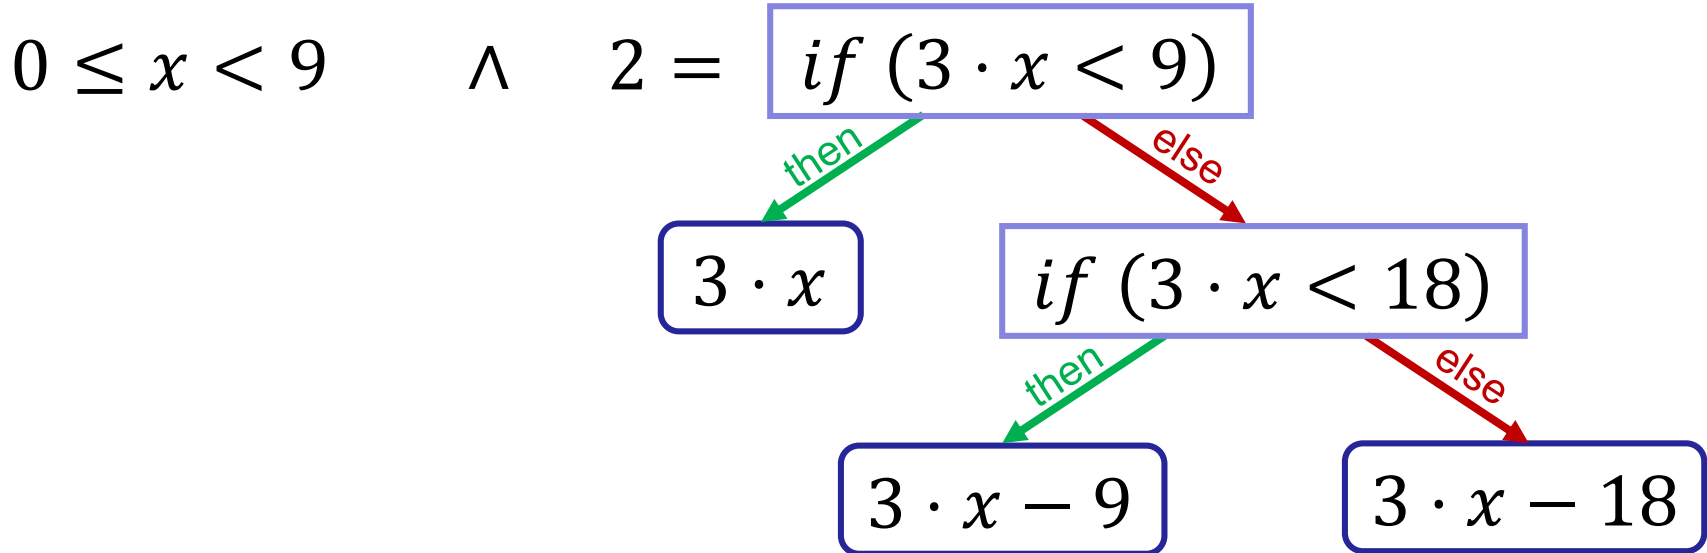 0 ≤ x < 9 ∧ 2 = if (3 · x < 9)
then else
3 · x if (3 · x < 18)
then else
3 · x − 9 3 · x − 18